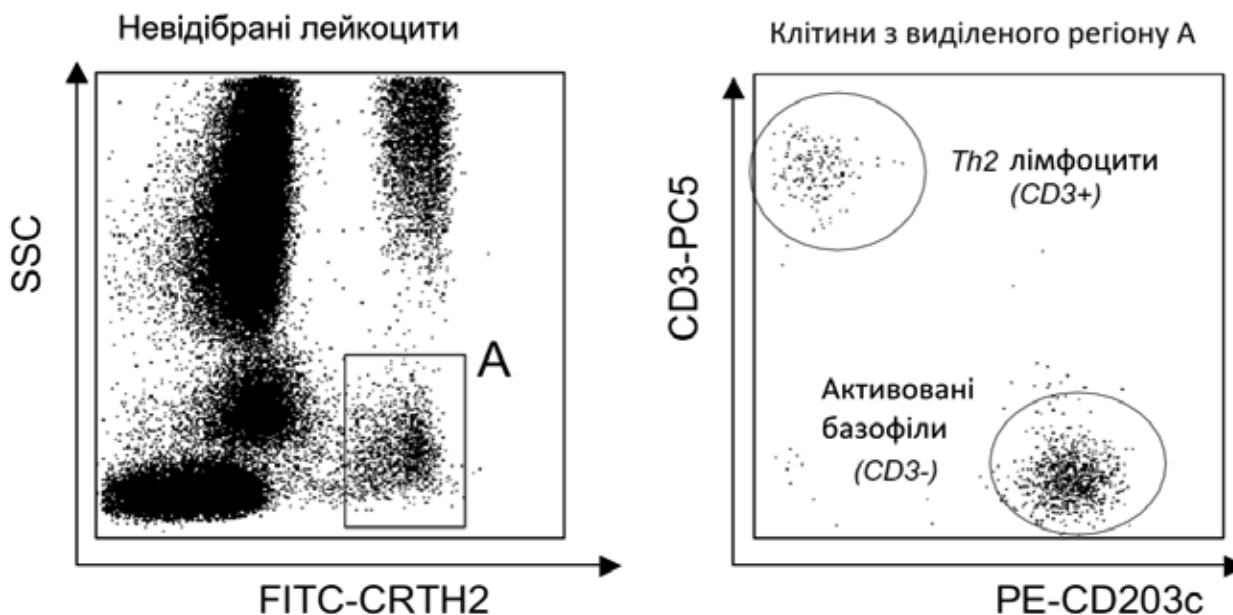 Невідібрані лейкоцити
SSC
A
FITC-CRTH2
Клітини з виділеного регіону А
CD3-PC5
Th2 лімфоцити
(CD3+)
Активовані
базофіли
(CD3-)
PE-CD203c